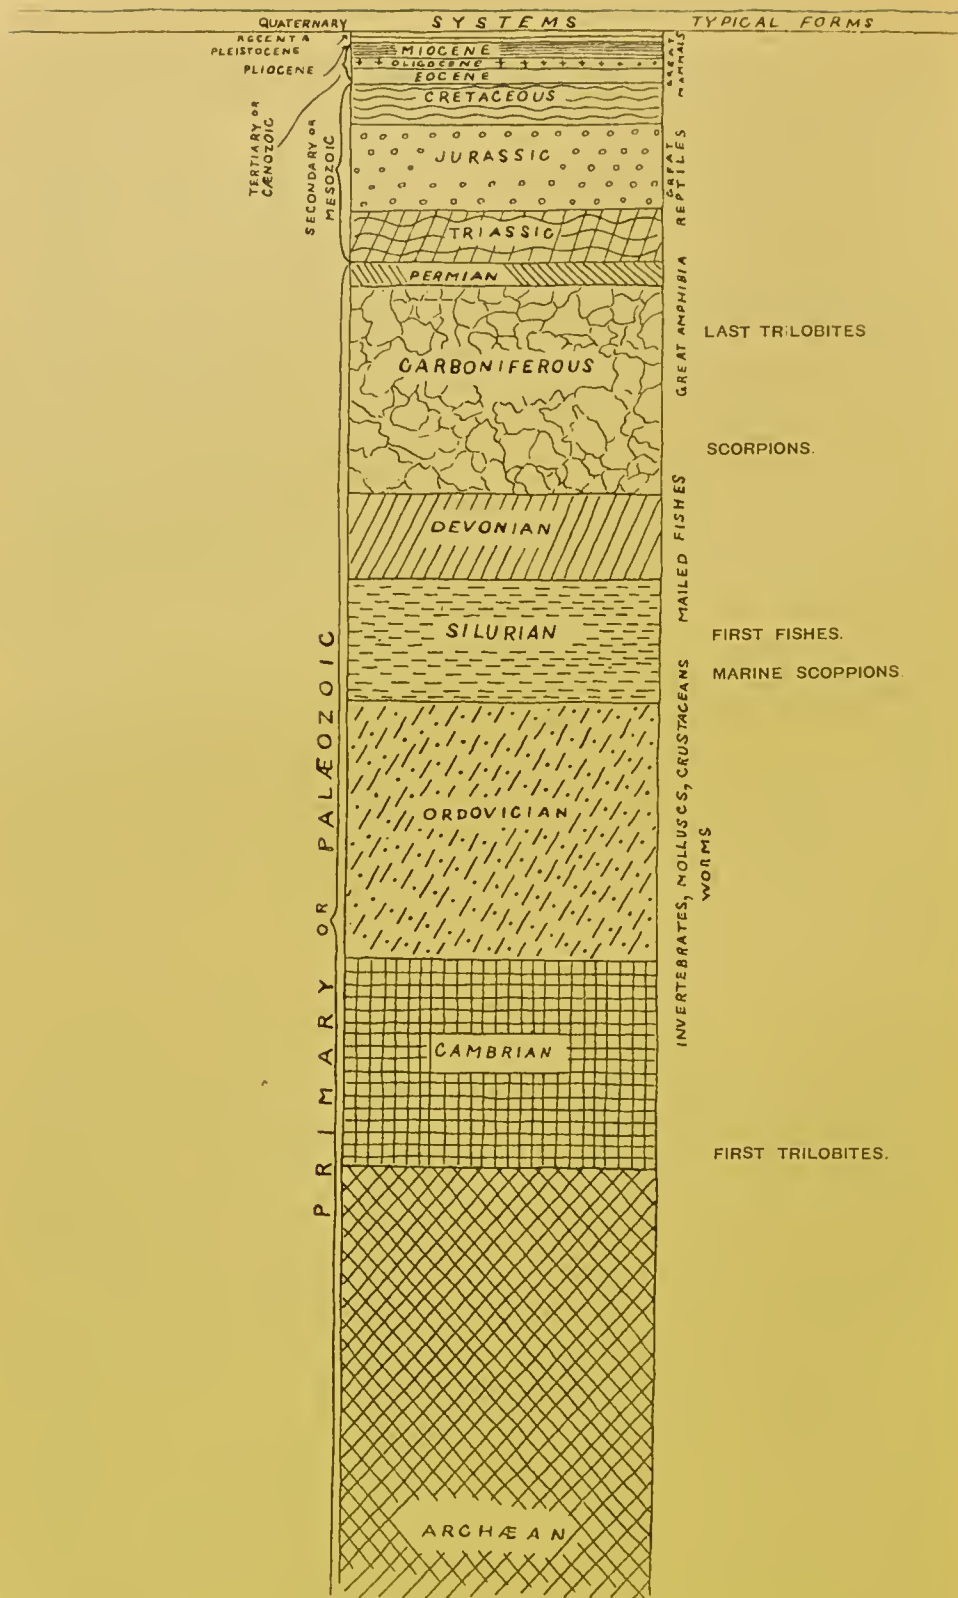 QUATERNARY SYSTEMS TYPICAL FORMS
RECENT &
PLEISTOCENE
PLIOCENE
MIOCENE
OLIGOCENE
EOCENE
GREAT
MAMMALS
TERTIARY OR
CÆNOZOIC
SECONDARY OR
MESOZOIC
CRETACEOUS
JURASSIC
GREAT
REPTILES
TRIASSIC
PERMIAN
GREAT AMPHIBIA
LAST TRILOBITES
CARBONIFEROUS
SCORPIONS.
DEVONIAN
MAILED FISHES
SILURIAN
FIRST FISHES.
MARINE SCOPPIONS.
PRIMARY OR PALÆOZOIC
ORDOVICIAN
INVERTEBRATES, MOLLUSCS, CRUSTACEANS
WORMS
CAMBRIAN
FIRST TRILOBITES.
ARCHÆAN